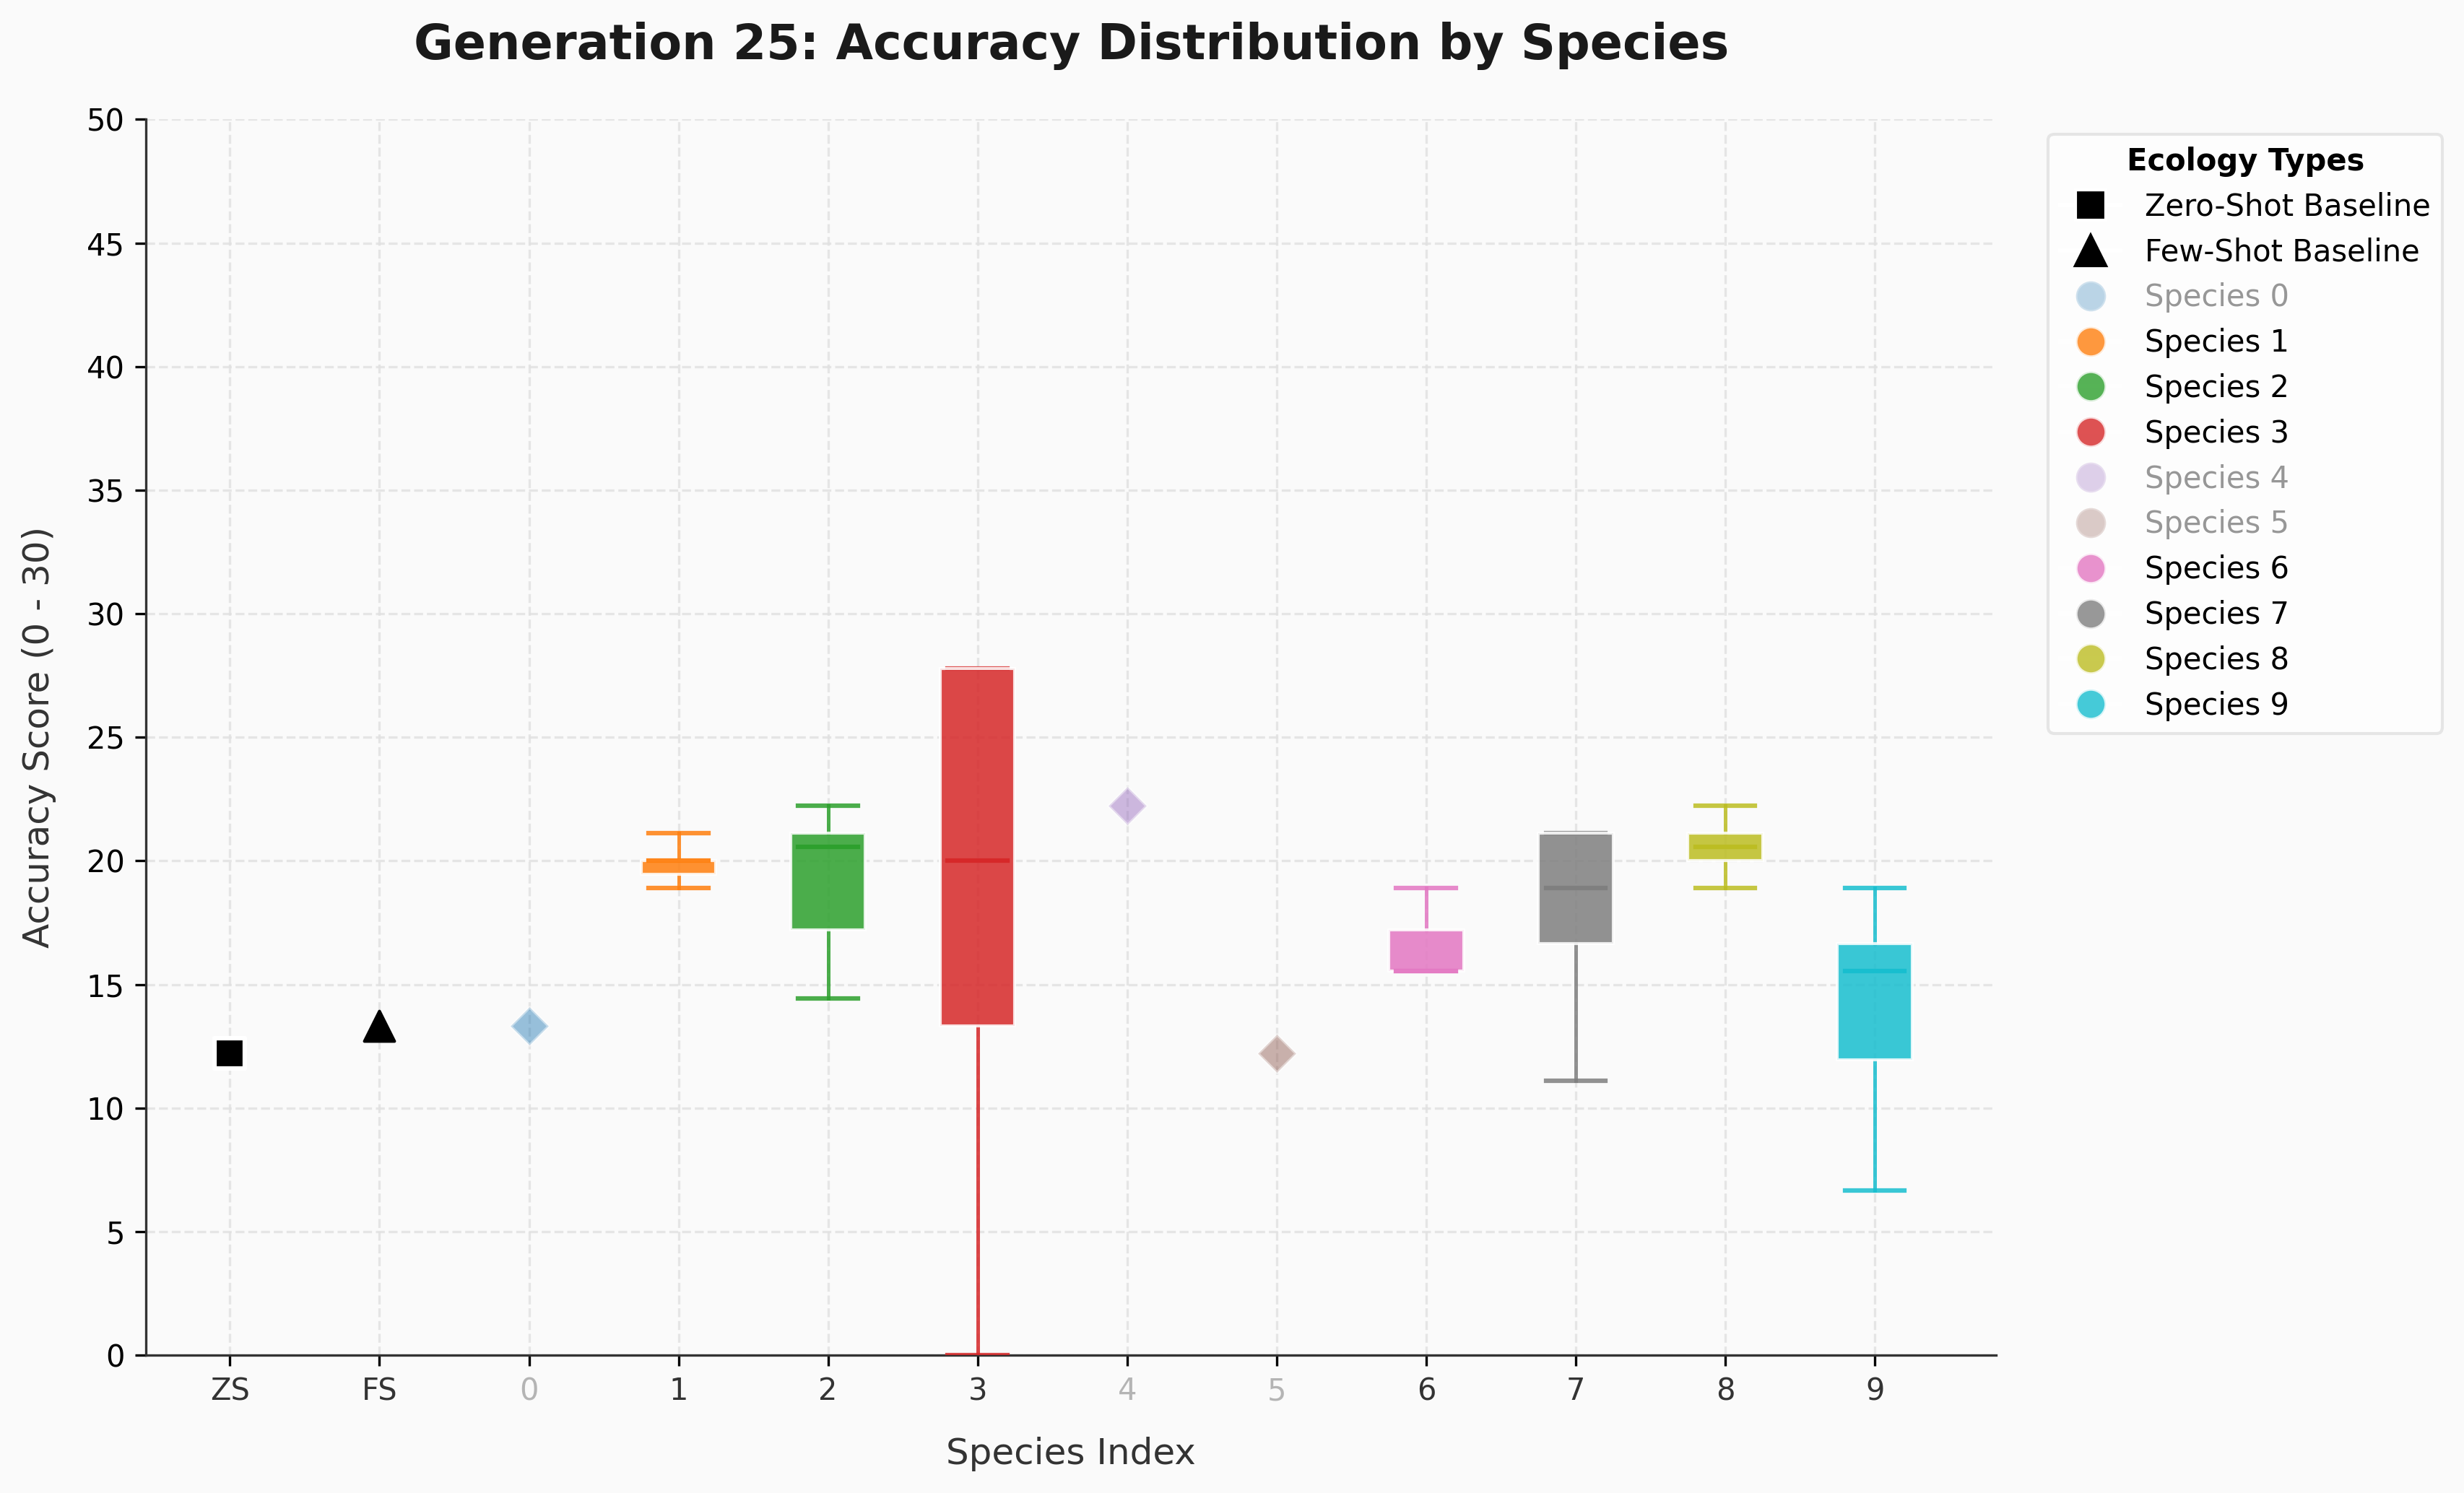 Generation 25: Accuracy Distribution by Species
50
45
40
35
30
25
20
15
10
5
0
Accuracy Score (0 - 30)
ZS FS 0 1 2 3 4 5 6 7 8 9
Species Index
Ecology Types
Zero-Shot Baseline
Few-Shot Baseline
Species 0
Species 1
Species 2
Species 3
Species 4
Species 5
Species 6
Species 7
Species 8
Species 9